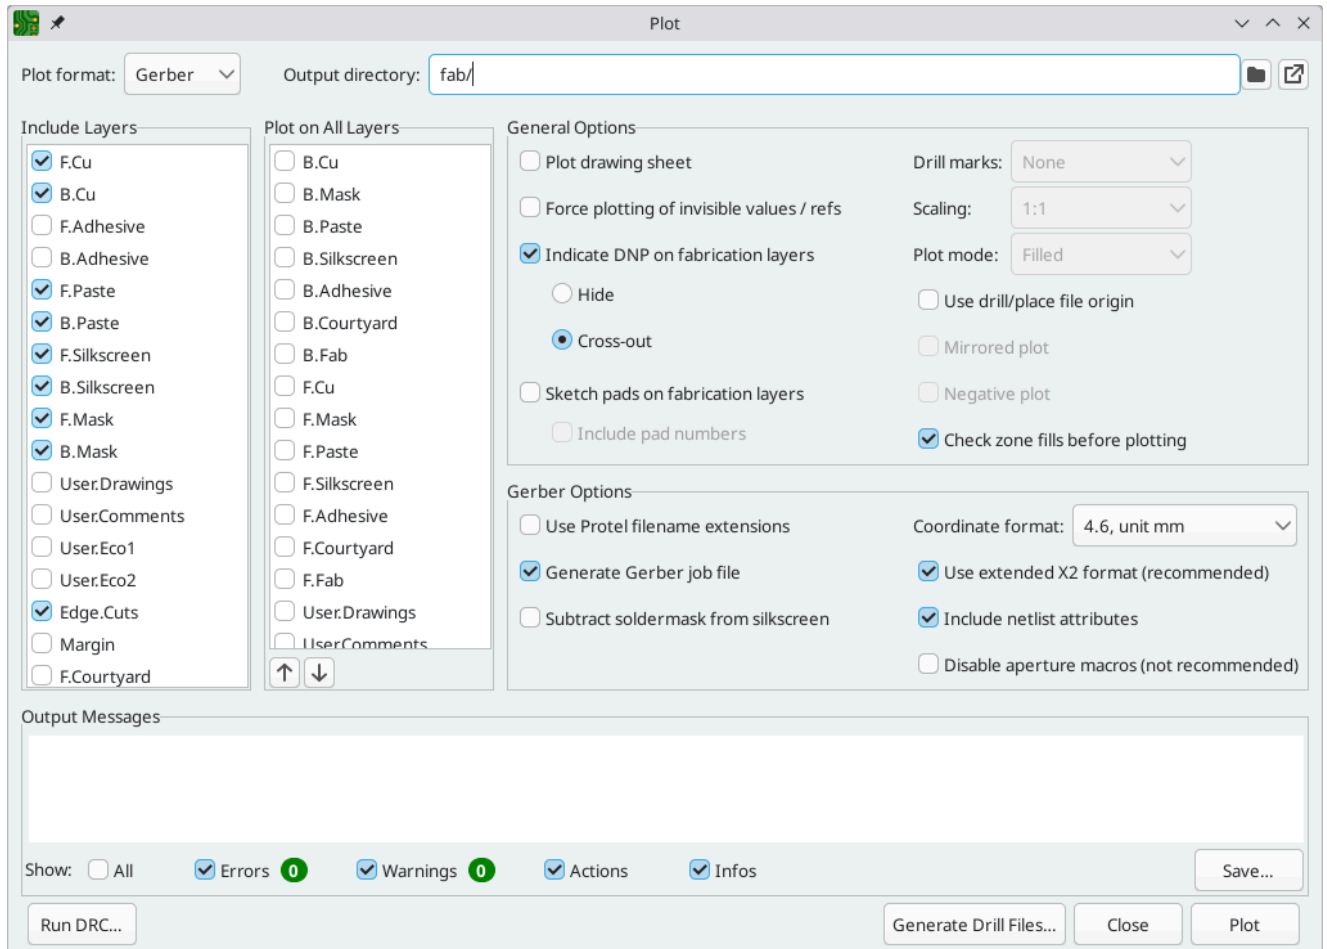 Plot
Plot format: Gerber Output directory: fab/
Include Layers
F.Cu
B.Cu
F.Adhesive
B.Adhesive
F.Paste
B.Paste
F.Silkscreen
B.Silkscreen
F.Mask
B.Mask
User.Drawings
User.Comments
User.Eco1
User.Eco2
Edge.Cuts
Margin
F.Courtyard
Plot on All Layers
B.Cu
B.Mask
B.Paste
B.Silkscreen
B.Adhesive
B.Courtyard
B.Fab
F.Cu
F.Mask
F.Paste
F.Silkscreen
F.Adhesive
F.Courtyard
F.Fab
User.Drawings
User.Comments
General Options
Plot drawing sheet
Force plotting of invisible values / refs
Indicate DNP on fabrication layers
Hide
Cross-out
Sketch pads on fabrication layers
Include pad numbers
Drill marks: None
Scaling: 1:1
Plot mode: Filled
Use drill/place file origin
Mirrored plot
Negative plot
Check zone fills before plotting
Gerber Options
Use Protel filename extensions
Generate Gerber job file
Subtract soldermask from silkscreen
Coordinate format: 4.6, unit mm
Use extended X2 format (recommended)
Include netlist attributes
Disable aperture macros (not recommended)
Output Messages
Show: All Errors 0 Warnings 0 Actions Infos Save...
Run DRC... Generate Drill Files... Close Plot